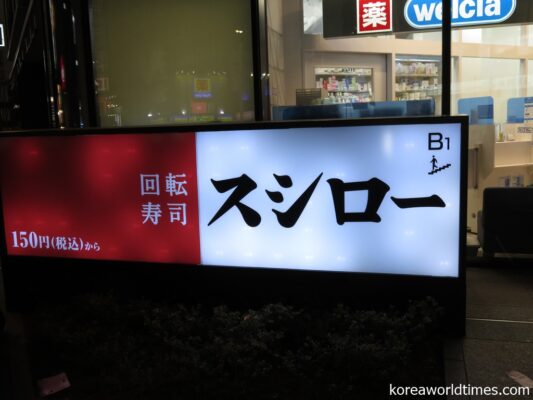 薬
welcia
回転
寿司
スシロー
B1
150円(税込)から
koreaworldtimes.com